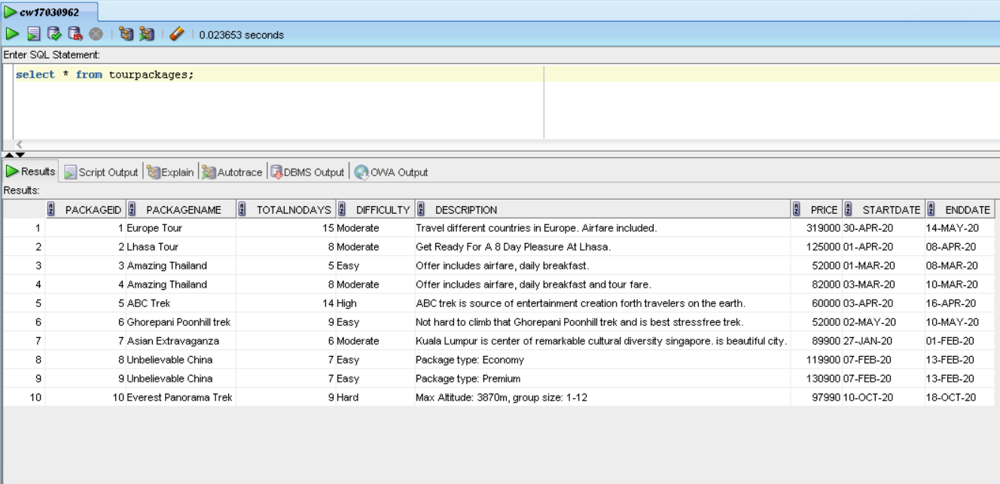 cw17030962
0.023653 seconds
Enter SQL Statement:
select * from tourpackages;
Results Script Output Explain Autotrace DBMS Output OWA Output
Results:
PACKAGEID PACKAGENAME TOTALNODAYS DIFFICULTY DESCRIPTION PRICE STARTDATE ENDDATE
1 1 Europe Tour 15 Moderate Travel different countries in Europe. Airfare included. 319000 30-APR-20 14-MAY-20
2 2 Lhasa Tour 8 Moderate Get Ready For A 8 Day Pleasure At Lhasa. 125000 01-APR-20 08-APR-20
3 3 Amazing Thailand 5 Easy Offer includes airfare, daily breakfast. 52000 01-MAR-20 08-MAR-20
4 4 Amazing Thailand 8 Moderate Offer includes airfare, daily breakfast and tour fare. 82000 03-MAR-20 10-MAR-20
5 5 ABC Trek 14 High ABC trek is source of entertainment creation forth travelers on the earth. 60000 03-APR-20 16-APR-20
6 6 Ghorepani Poonhill trek 9 Easy Not hard to climb that Ghorepani Poonhill trek and is best stressfree trek. 52000 02-MAY-20 10-MAY-20
7 7 Asian Extravaganza 6 Moderate Kuala Lumpur is center of remarkable cultural diversity singapore. is beautiful city. 89900 27-JAN-20 01-FEB-20
8 8 Unbelievable China 7 Easy Package type: Economy 119900 07-FEB-20 13-FEB-20
9 9 Unbelievable China 7 Easy Package type: Premium 130900 07-FEB-20 13-FEB-20
10 10 Everest Panorama Trek 9 Hard Max Altitude: 3870m, group size: 1-12 97990 10-OCT-20 18-OCT-20